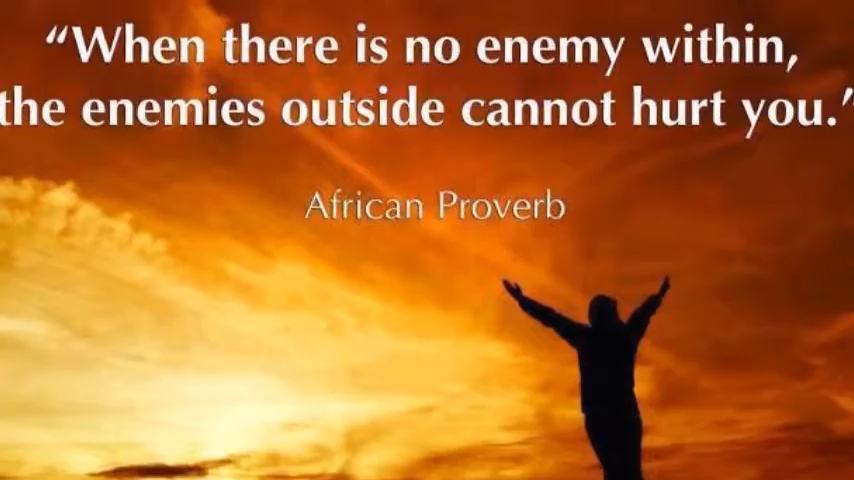 “When there is no enemy within,
the enemies outside cannot hurt you.”
African Proverb